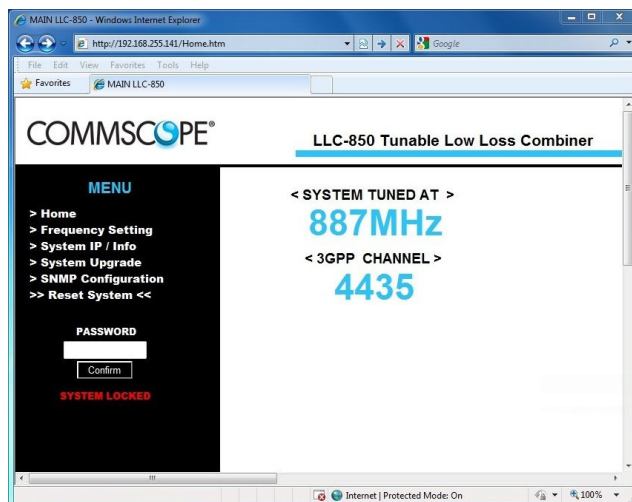 MAIN LLC-850 - Windows Internet Explorer
http://192.168.255.141/Home.htm
Google
File Edit View Favorites Tools Help
Favorites
MAIN LLC-850
COMMSCOPE®
LLC-850 Tunable Low Loss Combiner
MENU
> Home
> Frequency Setting
> System IP / Info
> System Upgrade
> SNMP Configuration
>> Reset System <<
PASSWORD
Confirm
SYSTEM LOCKED
< SYSTEM TUNED AT >
887MHz
< 3GPP CHANNEL >
4435
Internet | Protected Mode: On
100%